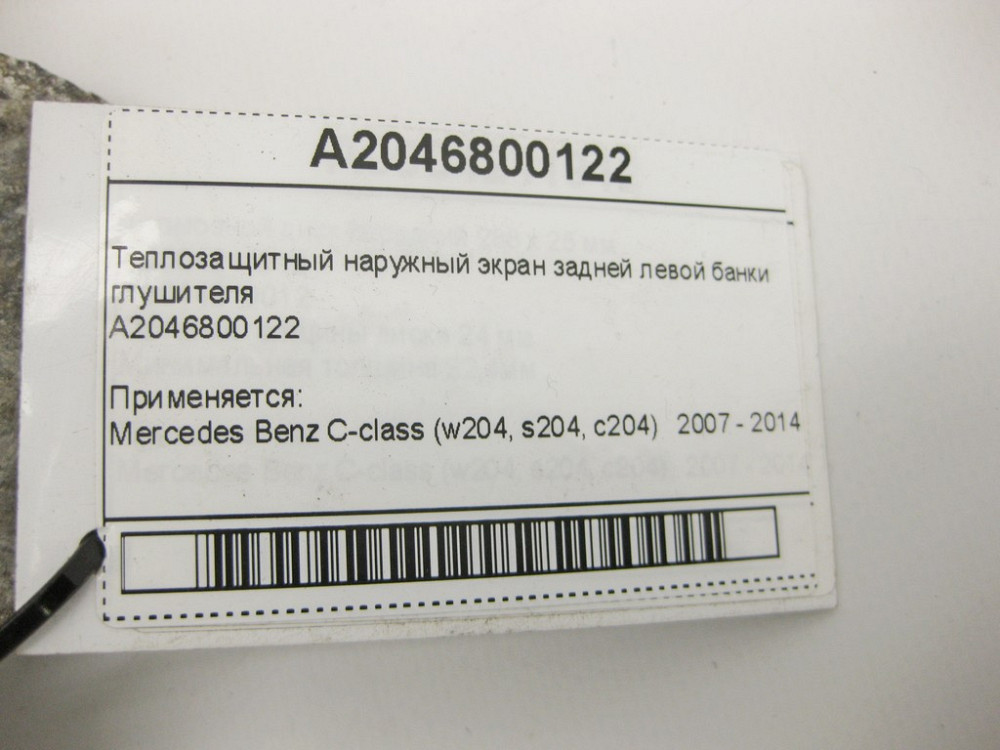 A2046800122
Теплозащитный наружный экран задней левой банки
глушителя
A2046800122
Применяется:
Mercedes Benz C-class (w204, s204, c204) 2007 - 2014